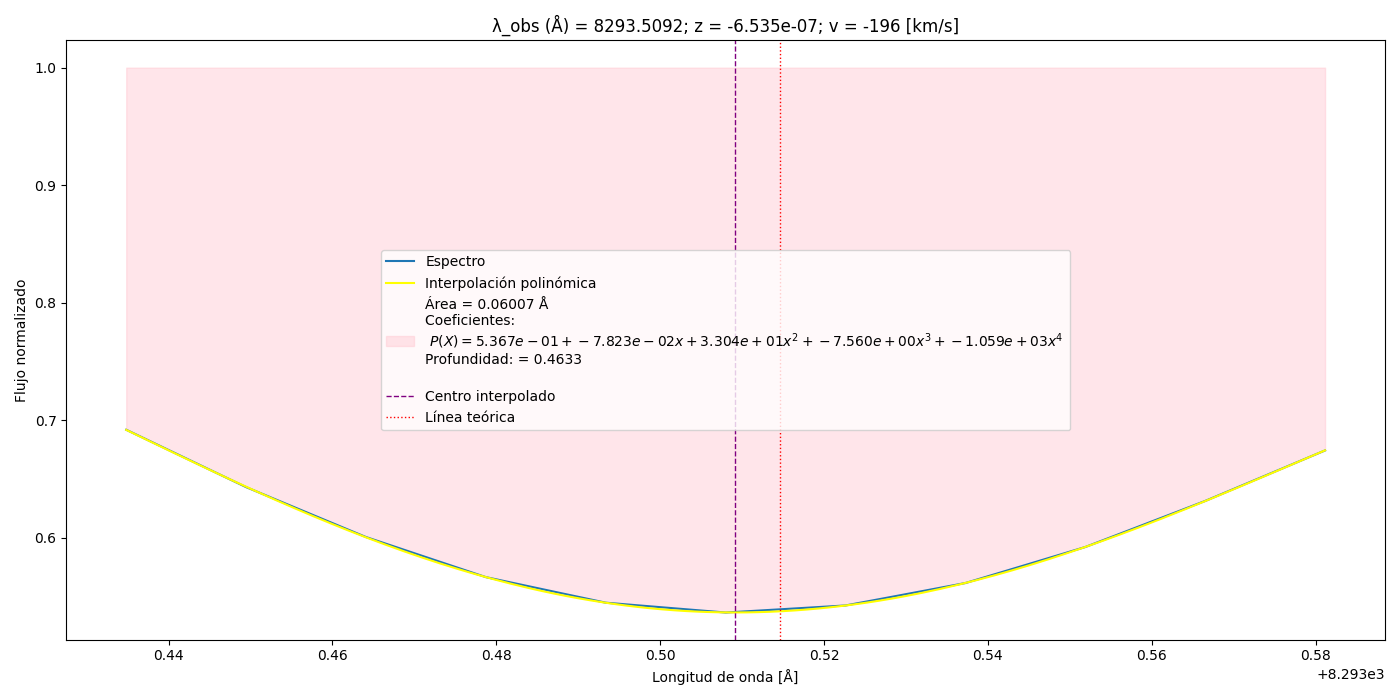 λ_obs (Å) = 8293.5092; z = -6.535e-07; v = -196 [km/s]
Flujo normalizado
1.0
0.9
0.8
0.7
0.6
Espectro
Interpolación polinómica
Área = 0.06007 Å
Coeficientes:
P(X) = 5.367e − 01 + −7.823e − 02x + 3.304e + 01x² + −7.560e + 00x³ + −1.059e + 03x⁴
Profundidad: = 0.4633
Centro interpolado
Línea teórica
0.44 0.46 0.48 0.50 0.52 0.54 0.56 0.58
+8.293e3
Longitud de onda [Å]